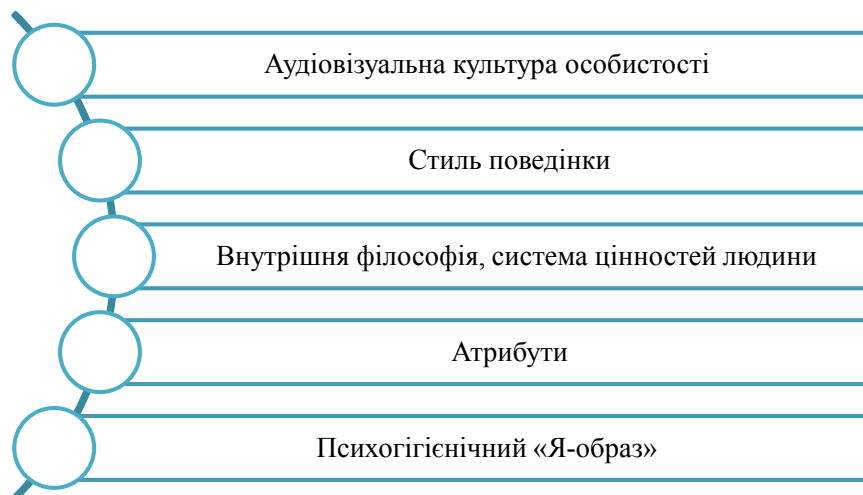 Аудіовізуальна культура особистості
Стиль поведінки
Внутрішня філософія, система цінностей людини
Атрибути
Психогігієнічний «Я-образ»